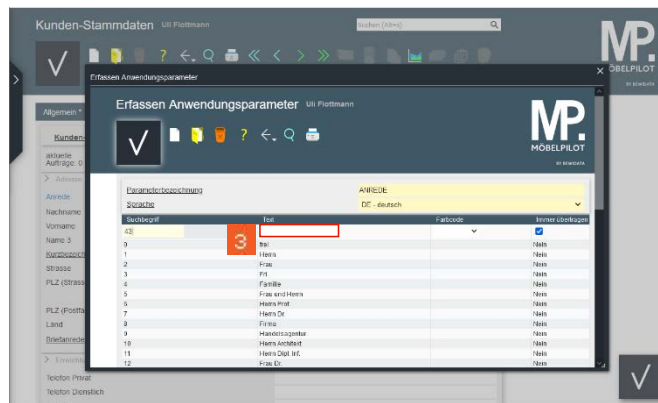 Kunden-Stammdaten Uli Flottmann
Suchen (Alt+s)
MP.
MÖBELPILOT
Erfassen Anwendungsparameter
Erfassen Anwendungsparameter Uli Flottmann
MP.
MÖBELPILOT
BY BEMODATA
Allgemein *
Kunden-
aktuelle
Aufträge: 0
Adresse
Anrede
Nachname
Vorname
Name 3
Kurzbezeich
Strasse
PLZ (Strass
PLZ (Postfa
Land
Briefanrede
Telefon Privat
Telefon Dienstlich
Parameterbezeichnung ANREDE
Sprache DE - deutsch
Suchbegriff Text Farbcode Immer übertragen
43
3
0 frei Nein
1 Herrn Nein
2 Frau Nein
3 Frl. Nein
4 Familie Nein
5 Frau und Herrn Nein
6 Herrn Prof. Nein
7 Herrn Dr. Nein
8 Firma Nein
9 Handelsagentur Nein
10 Herrn Architekt Nein
11 Herrn Dipl. Inf. Nein
12 Frau Dr. Nein